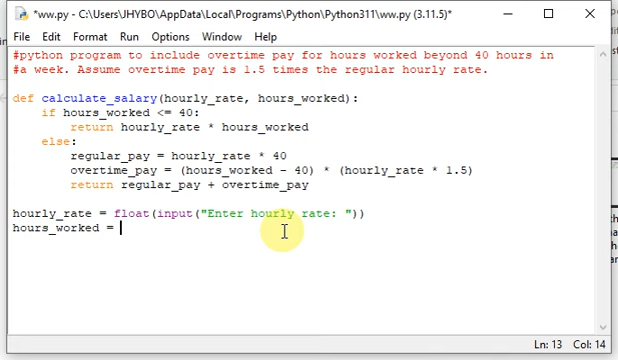 *ww.py - C:\Users\JHYBO\AppData\Local\Programs\Python\Python311\ww.py (3.11.5)*
File Edit Format Run Options Window Help
#python program to include overtime pay for hours worked beyond 40 hours in
#a week. Assume overtime pay is 1.5 times the regular hourly rate.
def calculate_salary(hourly_rate, hours_worked):
    if hours_worked <= 40:
        return hourly_rate * hours_worked
    else:
        regular_pay = hourly_rate * 40
        overtime_pay = (hours_worked - 40) * (hourly_rate * 1.5)
        return regular_pay + overtime_pay
hourly_rate = float(input("Enter hourly rate: "))
hours_worked =
Ln: 13 Col: 14